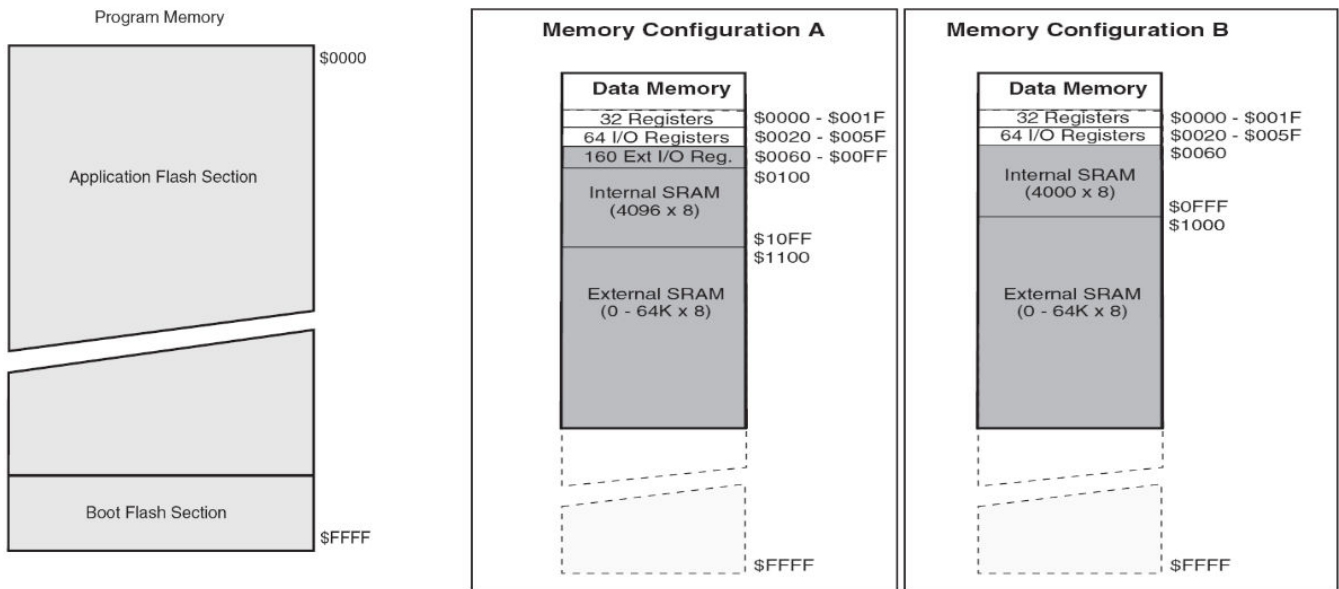 Program Memory
$0000
Application Flash Section
Boot Flash Section
$FFFF
Memory Configuration A
Data Memory
32 Registers
$0000 - $001F
64 I/O Registers
$0020 - $005F
160 Ext I/O Reg.
$0060 - $00FF
$0100
Internal SRAM
(4096 x 8)
$10FF
$1100
External SRAM
(0 - 64K x 8)
$FFFF
Memory Configuration B
Data Memory
32 Registers
$0000 - $001F
64 I/O Registers
$0020 - $005F
$0060
Internal SRAM
(4000 x 8)
$0FFF
$1000
External SRAM
(0 - 64K x 8)
$FFFF